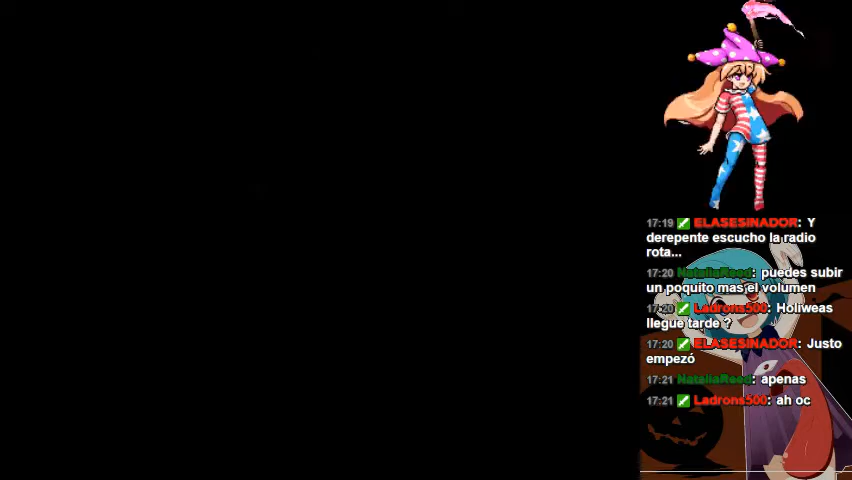 17:19 ELASESINADOR: Y
derepente escucho la radio
rota...
17:20 NataliaReed: puedes subir
un poquito mas el volumen
17:20 Ladrons500: Holiweas
llegue tarde ?
17:20 ELASESINADOR: Justo
empezó
17:21 NataliaReed: apenas
17:21 Ladrons500: ah oc